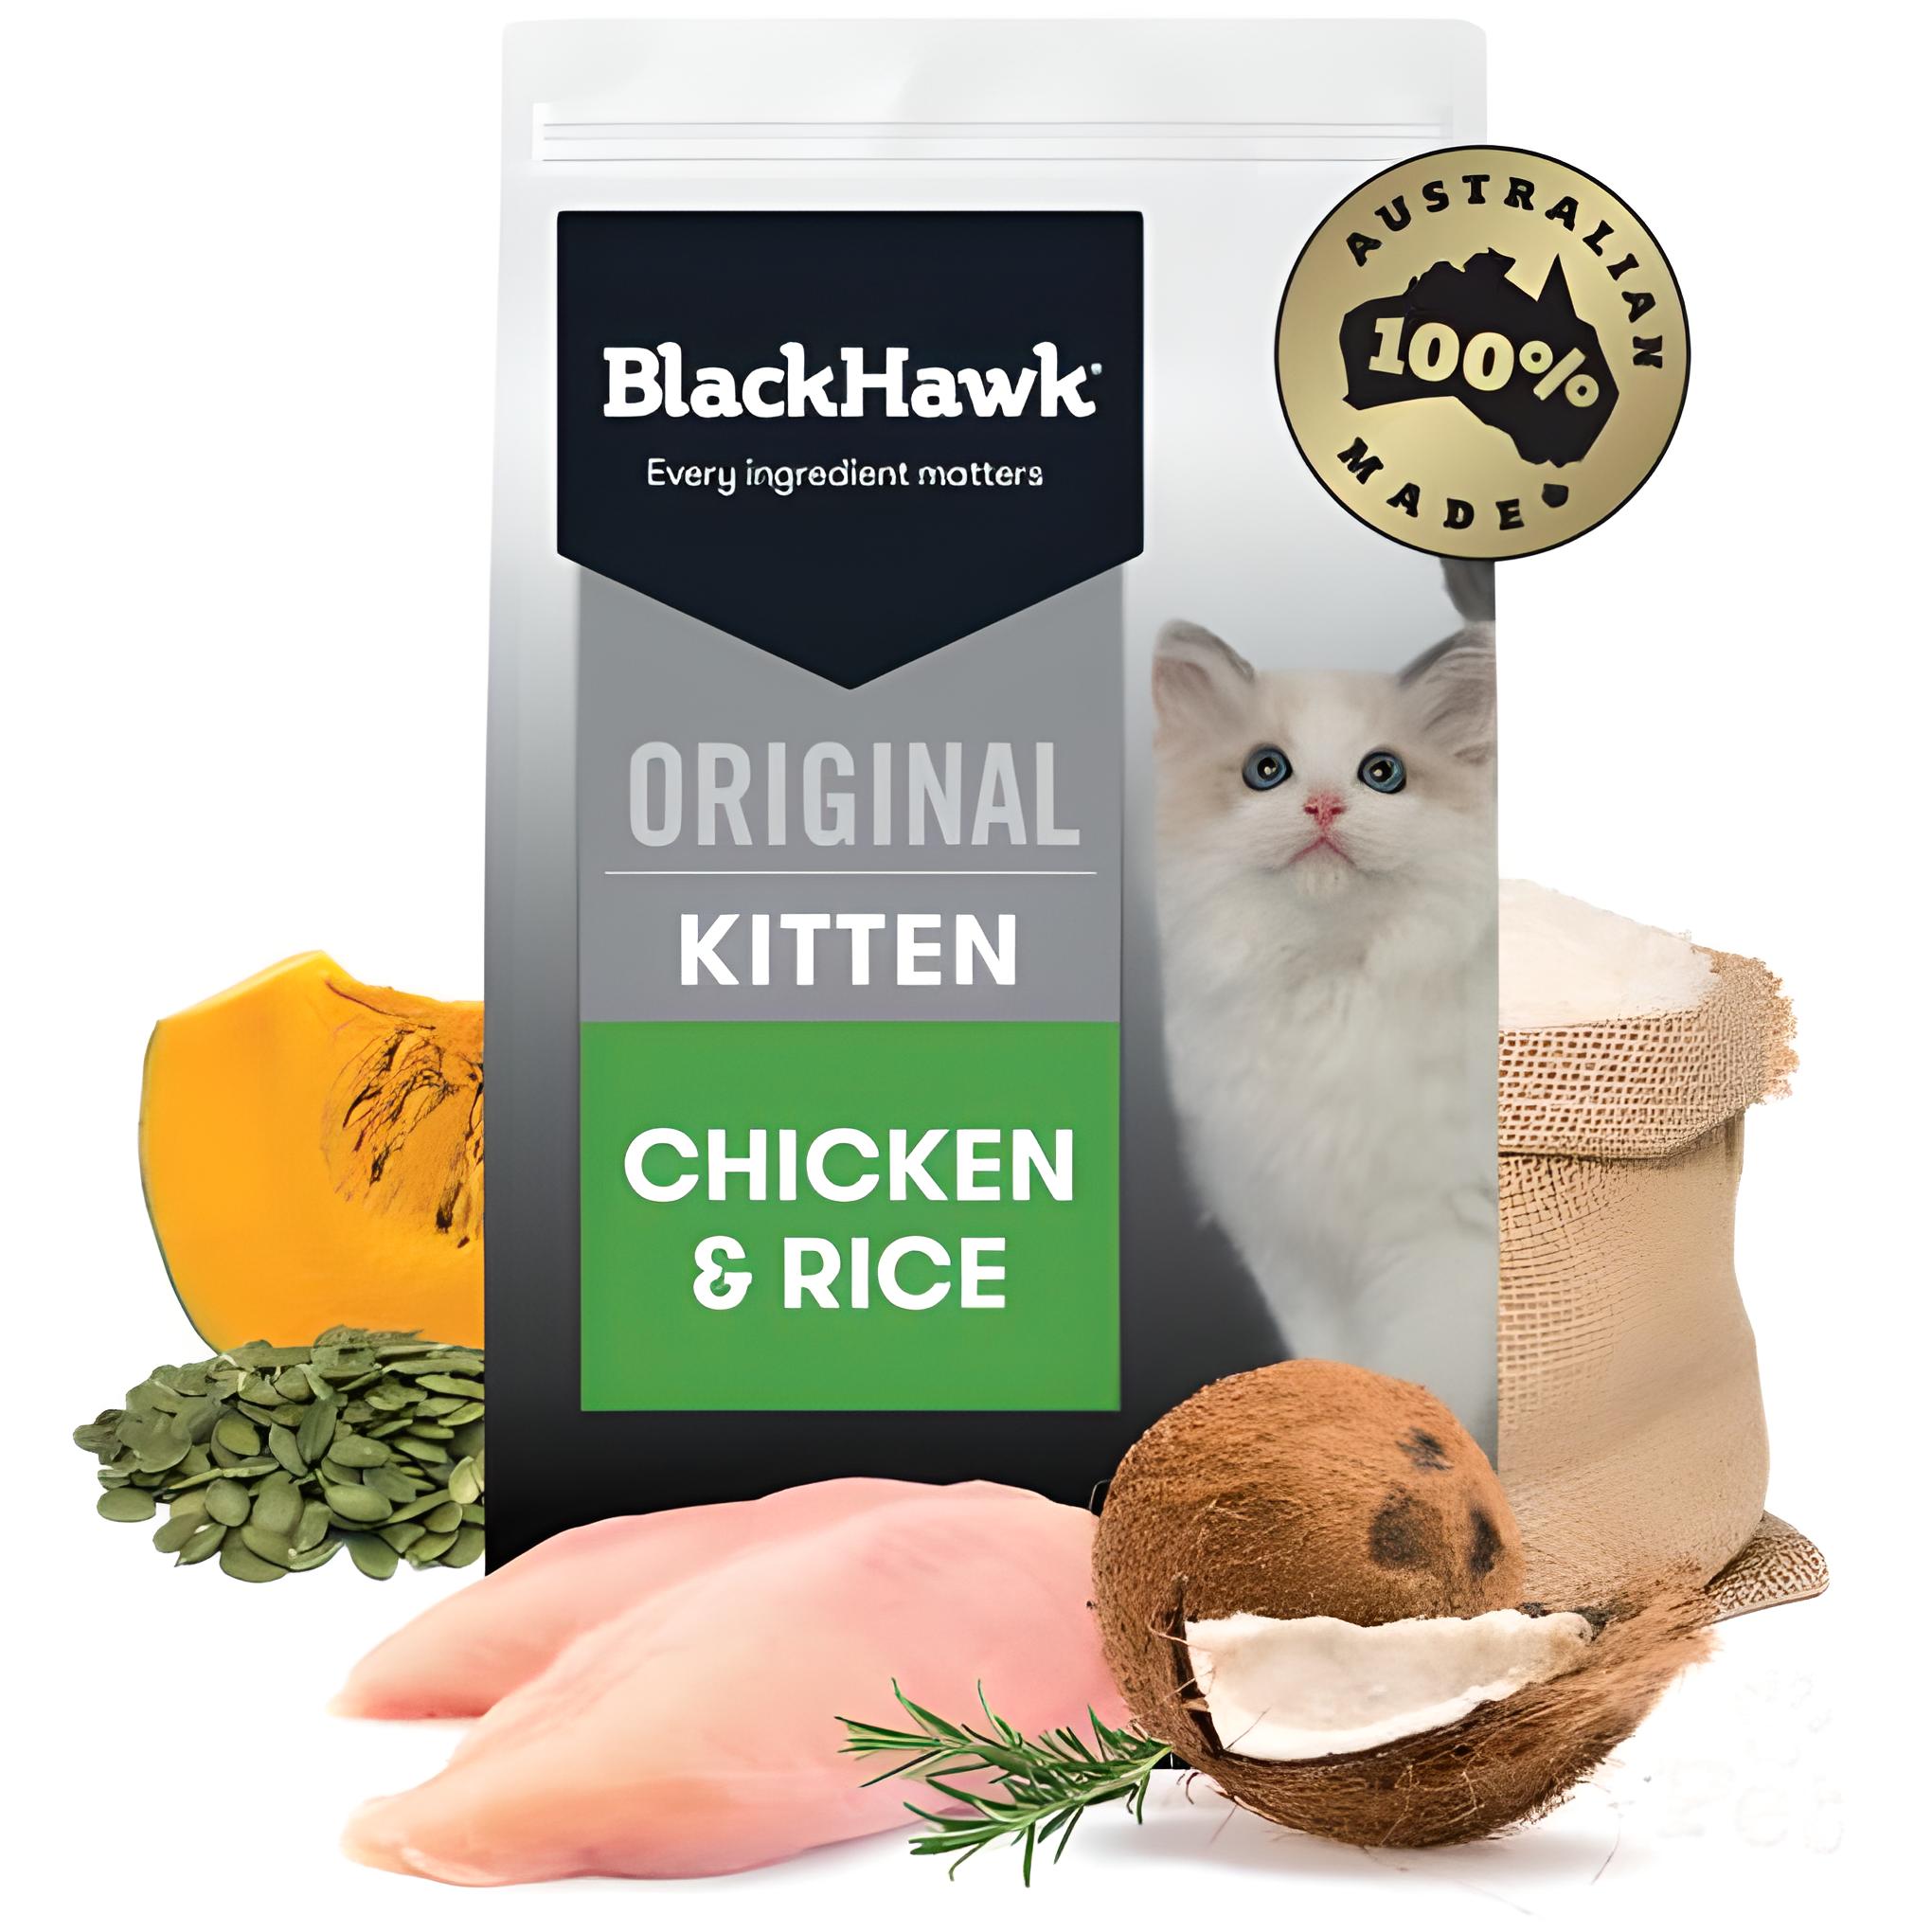 BlackHawk
Every ingredient matters
ORIGINAL
KITTEN
CHICKEN
& RICE
AUSTRALIAN
100%
MADE